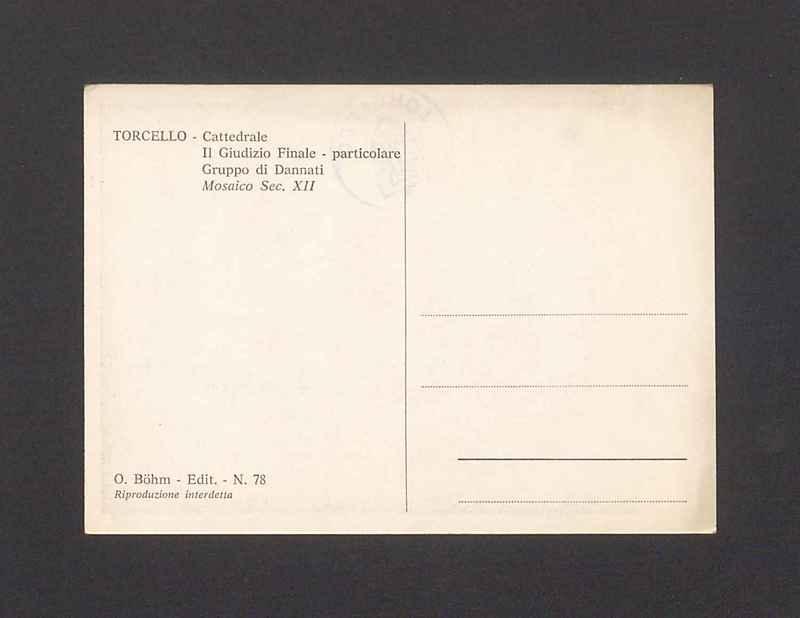 TORCELLO - Cattedrale
Il Giudizio Finale - particolare
Gruppo di Dannati
Mosaico Sec. XII
O. Böhm - Edit. - N. 78
Riproduzione interdetta